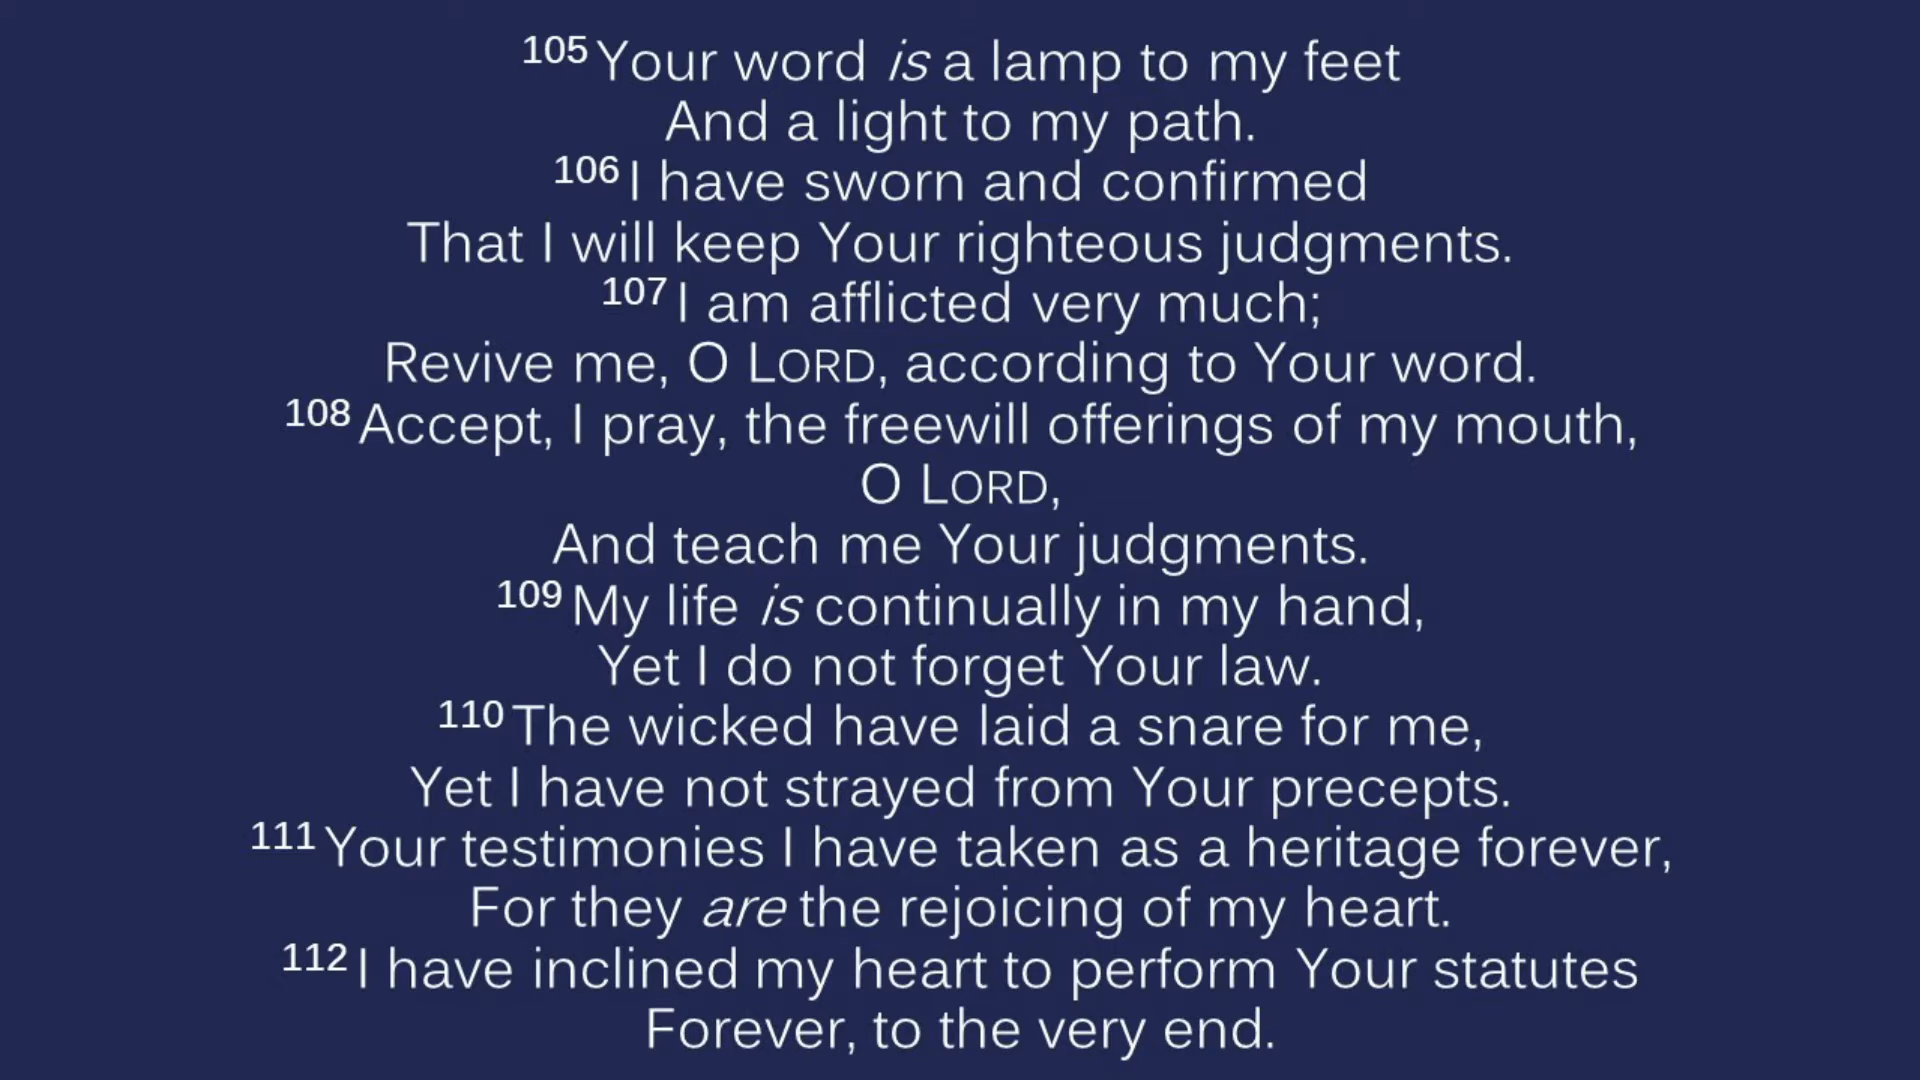 105 Your word is a lamp to my feet
And a light to my path.
106 I have sworn and confirmed
That I will keep Your righteous judgments.
107 I am afflicted very much;
Revive me, O LORD, according to Your word.
108 Accept, I pray, the freewill offerings of my mouth,
O LORD,
And teach me Your judgments.
109 My life is continually in my hand,
Yet I do not forget Your law.
110 The wicked have laid a snare for me,
Yet I have not strayed from Your precepts.
111 Your testimonies I have taken as a heritage forever,
For they are the rejoicing of my heart.
112 I have inclined my heart to perform Your statutes
Forever, to the very end.